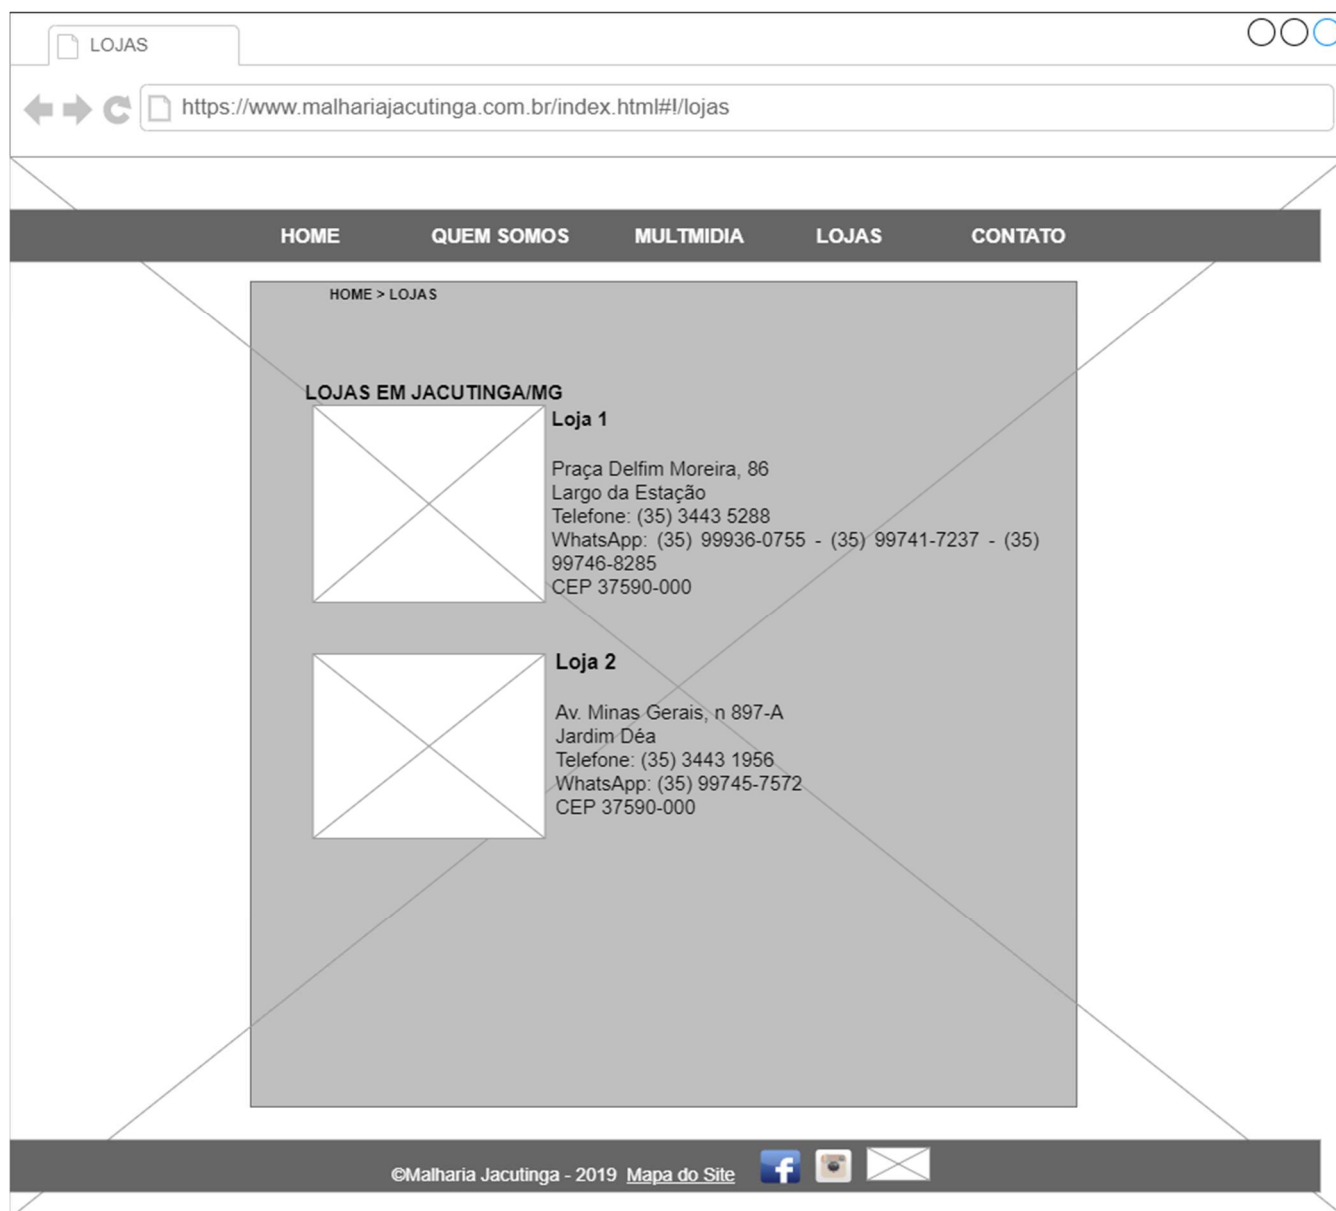 LOJAS
https://www.malhariajacutinga.com.br/index.html#!/lojas
HOME QUEM SOMOS MULTMIDIA LOJAS CONTATO
HOME > LOJAS
LOJAS EM JACUTINGA/MG
Loja 1
Praça Delfim Moreira, 86
Largo da Estação
Telefone: (35) 3443 5288
WhatsApp: (35) 99936-0755 - (35) 99741-7237 - (35)
99746-8285
CEP 37590-000
Loja 2
Av. Minas Gerais, n 897-A
Jardim Déa
Telefone: (35) 3443 1956
WhatsApp: (35) 99745-7572
CEP 37590-000
©Malharia Jacutinga - 2019 Mapa do Site